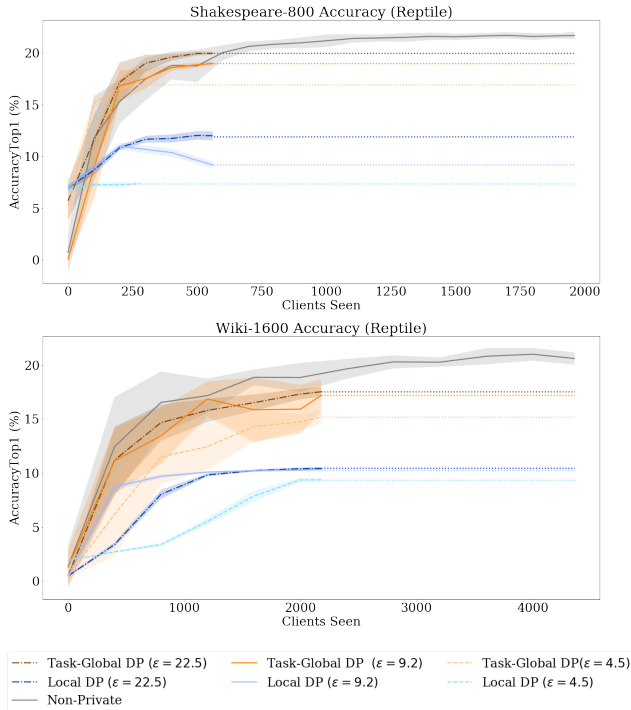 Shakespeare-800 Accuracy (Reptile)
AccuracyTop1 (%)
20
15
10
5
0
0 250 500 750 1000 1250 1500 1750 2000
Clients Seen
Wiki-1600 Accuracy (Reptile)
AccuracyTop1 (%)
20
15
10
5
0
0 1000 2000 3000 4000
Clients Seen
Task-Global DP (ε = 22.5) Task-Global DP (ε = 9.2) Task-Global DP(ε = 4.5)
Local DP (ε = 22.5) Local DP (ε = 9.2) Local DP (ε = 4.5)
Non-Private